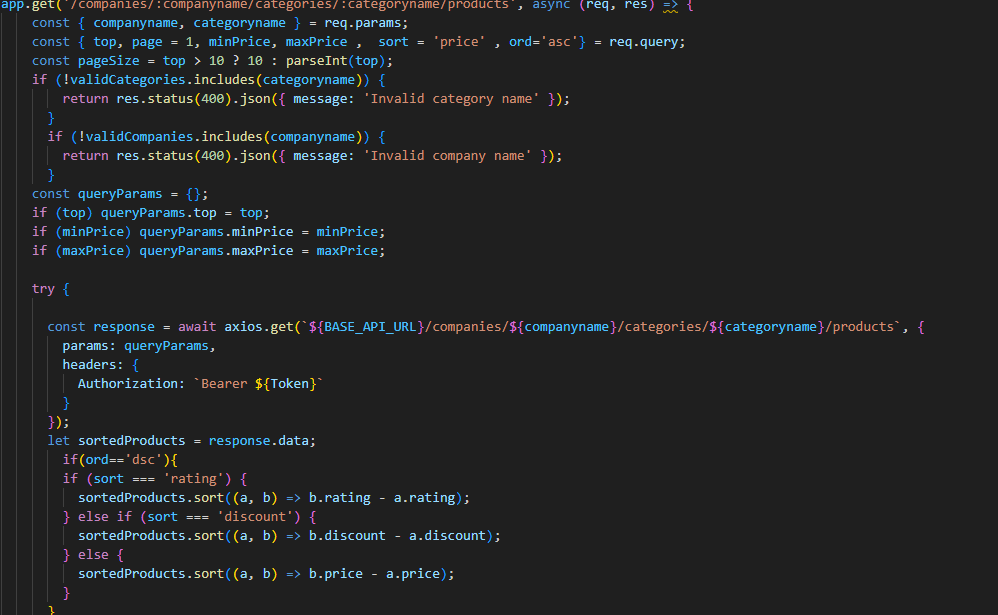 app.get('/companies/:companyname/categories/:categoryname/products', async (req, res) => {
const { companyname, categoryname } = req.params;
const { top, page = 1, minPrice, maxPrice ,  sort = 'price' , ord='asc'} = req.query;
const pageSize = top > 10 ? 10 : parseInt(top);
if (!validCategories.includes(categoryname)) {
return res.status(400).json({ message: 'Invalid category name' });
}
if (!validCompanies.includes(companyname)) {
return res.status(400).json({ message: 'Invalid company name' });
}
const queryParams = {};
if (top) queryParams.top = top;
if (minPrice) queryParams.minPrice = minPrice;
if (maxPrice) queryParams.maxPrice = maxPrice;
try {
const response = await axios.get(`${BASE_API_URL}/companies/${companyname}/categories/${categoryname}/products`, {
params: queryParams,
headers: {
Authorization: `Bearer ${Token}`
}
});
let sortedProducts = response.data;
if(ord=='dsc'){
if (sort === 'rating') {
sortedProducts.sort((a, b) => b.rating - a.rating);
} else if (sort === 'discount') {
sortedProducts.sort((a, b) => b.discount - a.discount);
} else {
sortedProducts.sort((a, b) => b.price - a.price);
}
}